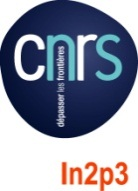 cnrs
dépasser les frontières
In2p3